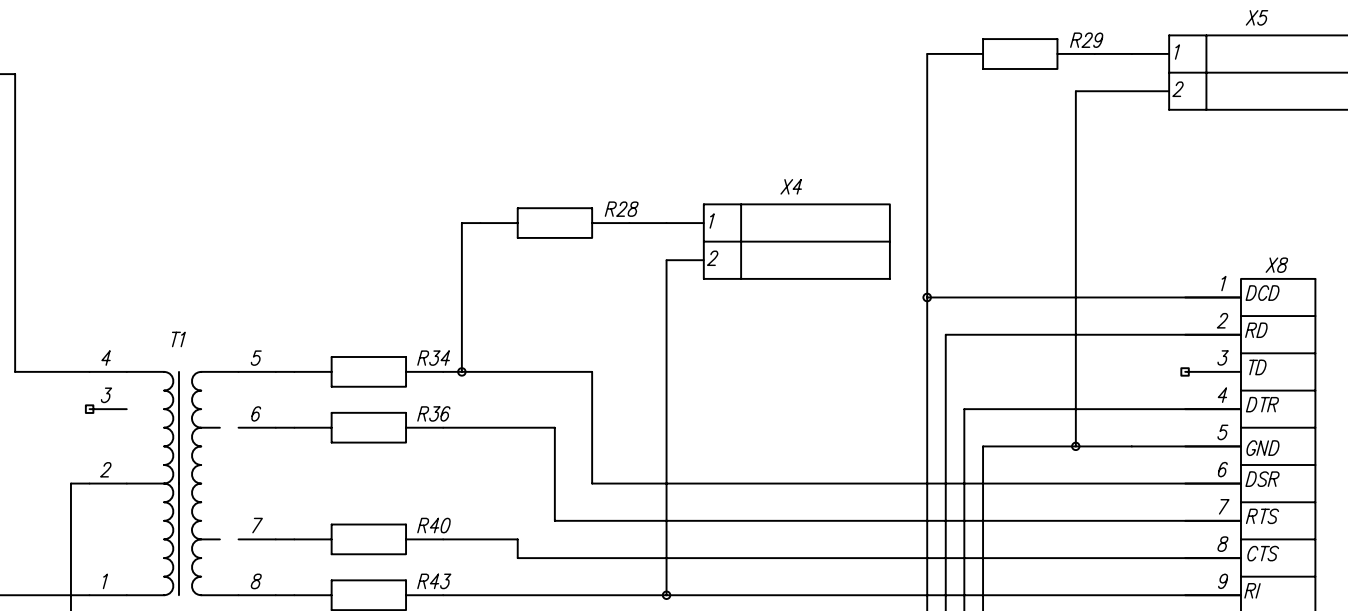 X5
R29
1
2
X4
R28
1
2
X8
1 DCD
2 RD
3 TD
4 DTR
5 GND
6 DSR
7 RTS
8 CTS
9 RI
T1
4 5 R34
3
6 R36
2
7 R40
1 8 R43